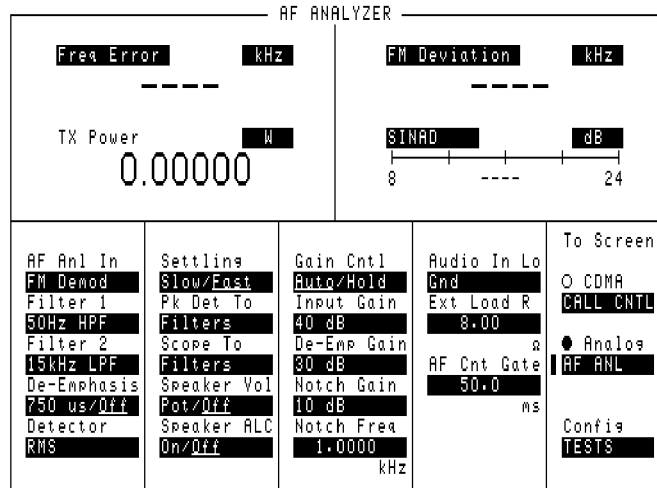 AF ANALYZER
Freq Error kHz
----
TX Power W
0.00000
FM Deviation kHz
----
SINAD dB
8 ---- 24
AF Anl In
FM Demod
Filter 1
50Hz HPF
Filter 2
15kHz LPF
De-Emphasis
750 us/Off
Detector
RMS
Settling
Slow/Fast
Pk Det To
Filters
Scope To
Filters
Speaker Vol
Pot/Off
Speaker ALC
On/Off
Gain Cntl
Auto/Hold
Input Gain
40 dB
De-Emp Gain
30 dB
Notch Gain
10 dB
Notch Freq
1.0000
kHz
Audio In Lo
Gnd
Ext Load R
8.00
Ω
AF Cnt Gate
50.0
ms
To Screen
CDMA
CALL CNTL
Analog
AF ANL
Config
TESTS